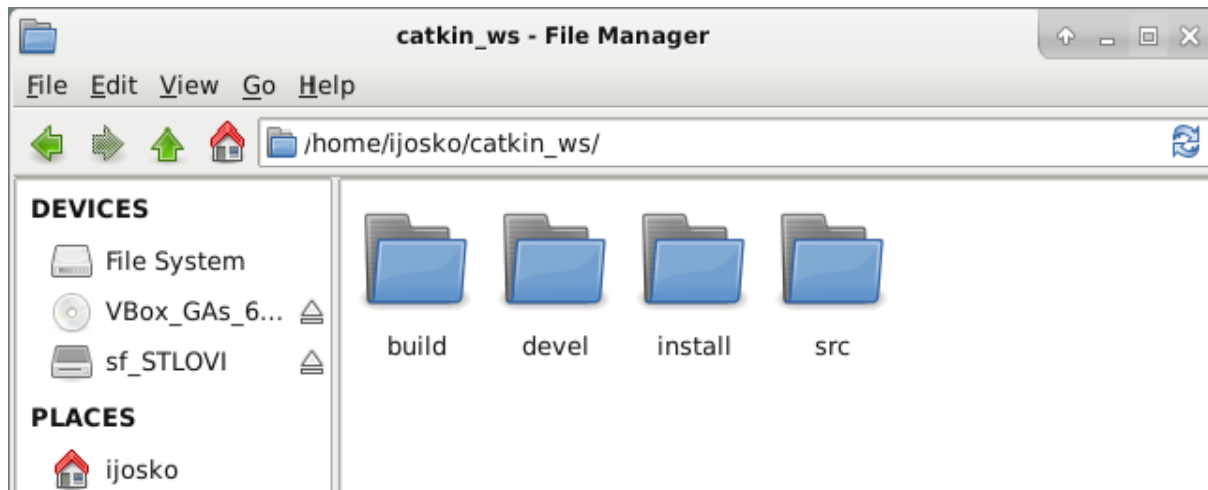 catkin_ws - File Manager
File Edit View Go Help
/home/ijosko/catkin_ws/
DEVICES
File System
VBox_GAs_6...
sf_STLOVI
PLACES
ijosko
build devel install src